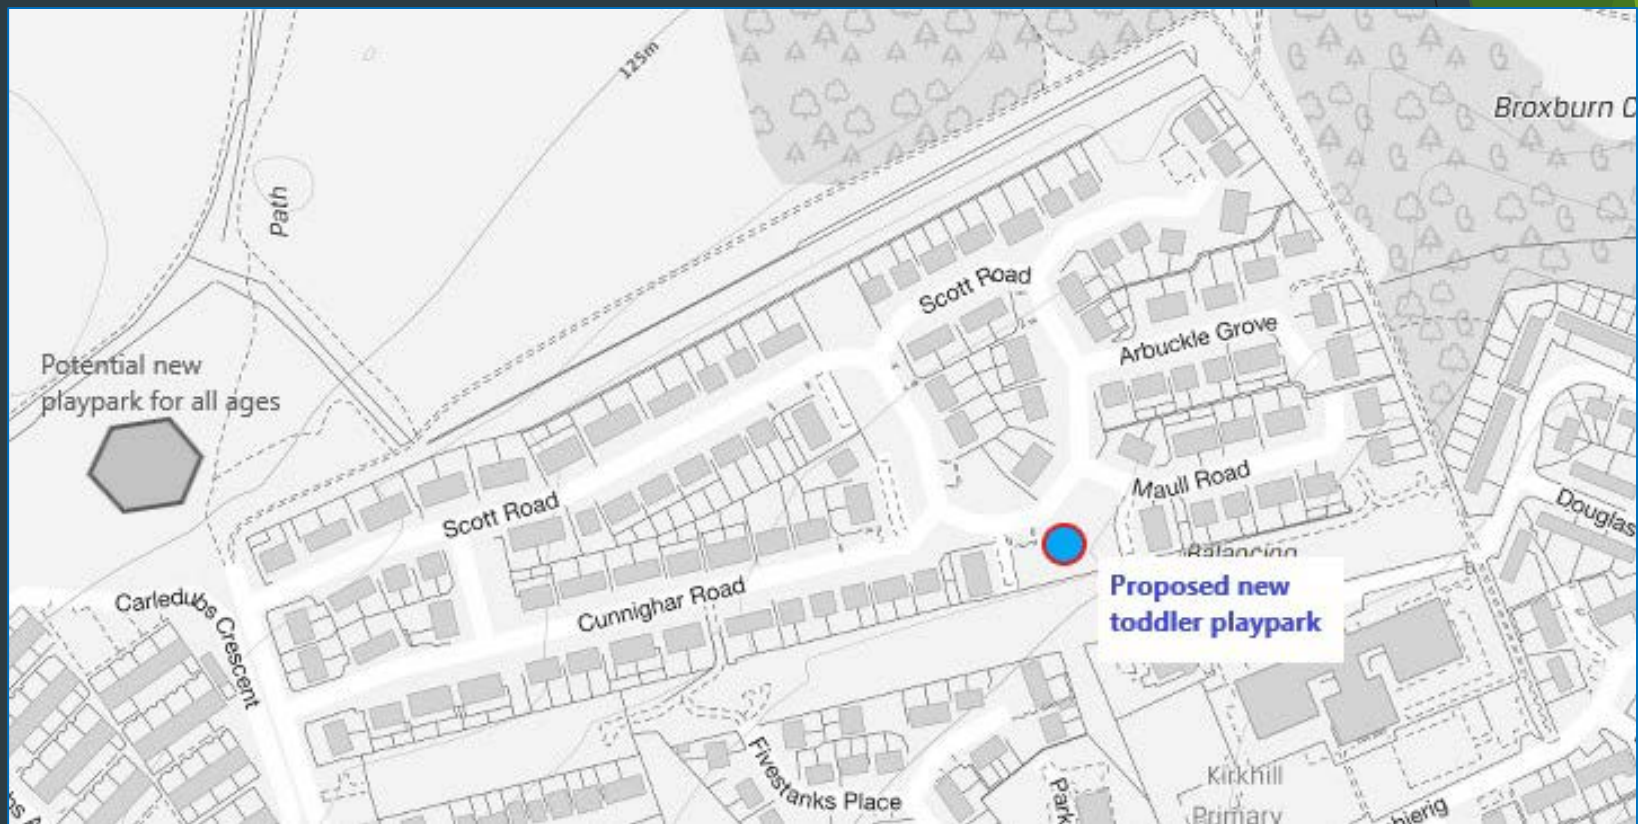 125m
Broxburn
Path
Scott Road
Potential new
playpark for all ages
Arbuckle Grove
Maull Road
Scott Road
Douglas
Balancing
Proposed new
toddler playpark
Cunnighar Road
Carledubs Crescent
Fivestanks Place
Kirkhill
Primary
Park